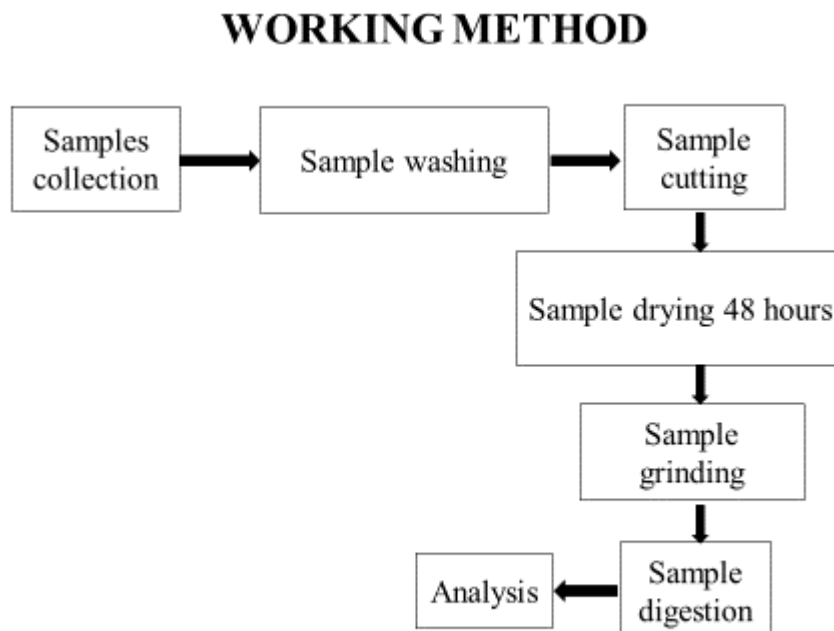 WORKING METHOD
Samples
collection
Sample washing
Sample
cutting
Sample drying 48 hours
Sample
grinding
Sample
digestion
Analysis